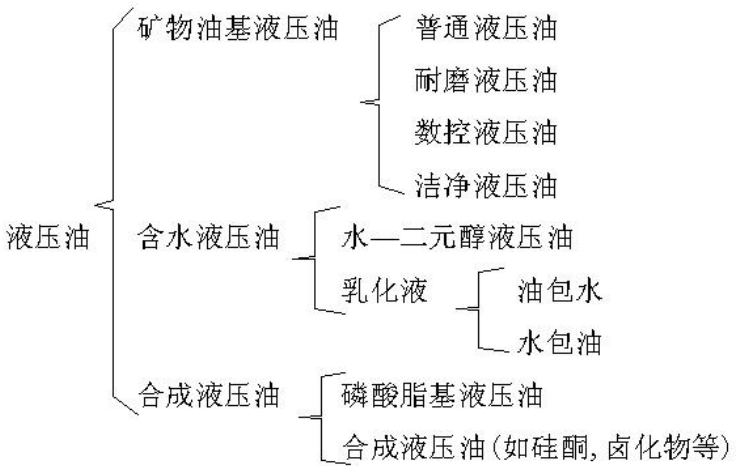 矿物油基液压油
普通液压油
耐磨液压油
数控液压油
洁净液压油
液压油
含水液压油
水—二元醇液压油
乳化液
油包水
水包油
合成液压油
磷酸脂基液压油
合成液压油(如硅酮,卤化物等)